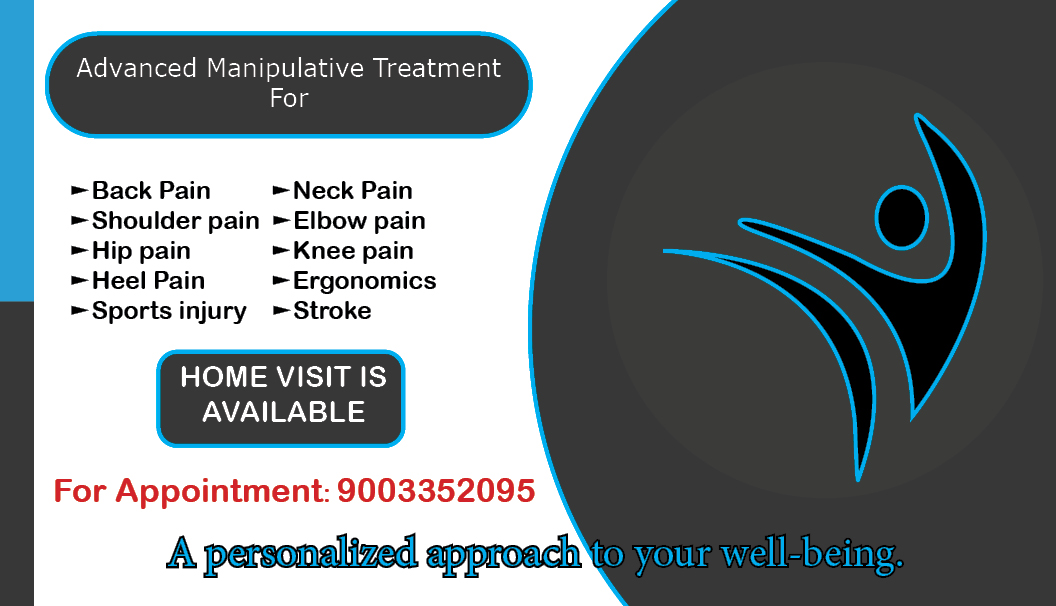 Advanced Manipulative Treatment
For
►Back Pain ►Neck Pain
►Shoulder pain ►Elbow pain
►Hip pain ►Knee pain
►Heel Pain ►Ergonomics
►Sports injury ►Stroke
HOME VISIT IS
AVAILABLE
For Appointment: 9003352095
A personalized approach to your well-being.